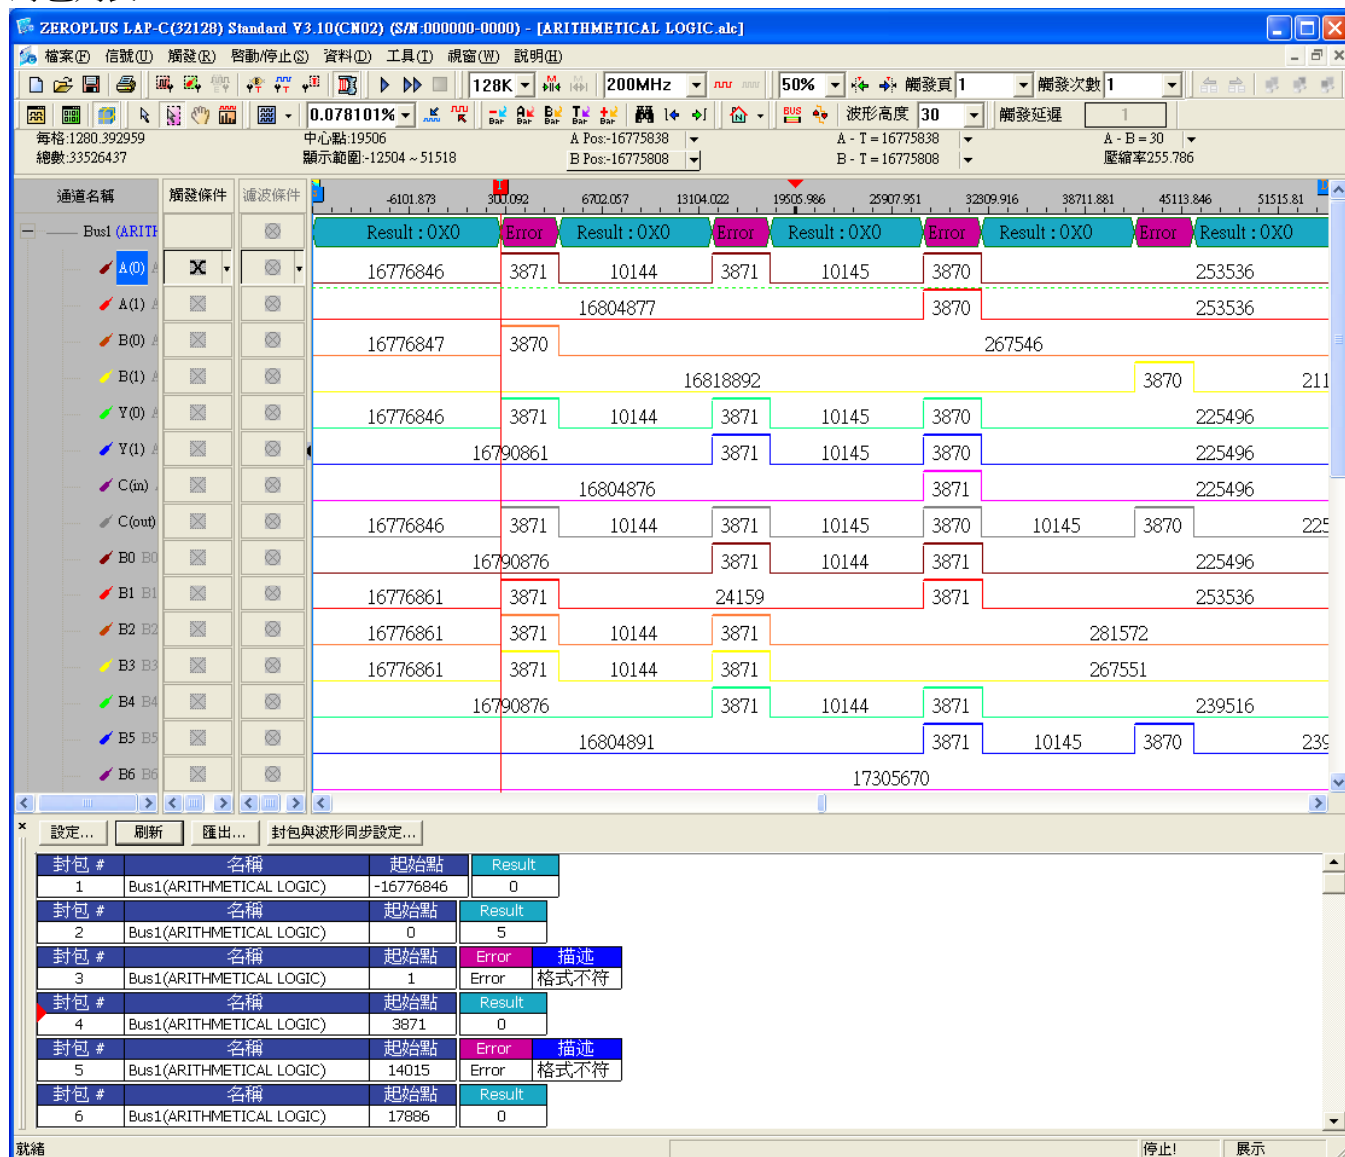 ZEROPLUS LAP-C(32128) Standard V3.10(CN02) (S/N:000000-0000) - [ARITHMETICAL LOGIC.alc]
檔案(F) 信號(U) 觸發(R) 啓動/停止(S) 資料(D) 工具(T) 視窗(W) 說明(H)
128K 200MHz 50% 觸發頁 1 觸發次數 1
0.078101% Bar Bar Bar Bar Bar BUS 波形高度 30 觸發延遲 1
每格:1280.392959 中心點:19506 A Pos:-16775838 A - T = 16775838 A - B = 30
總數:33526437 顯示範圍:-12504 ~ 51518 B Pos:-16775808 B - T = 16775808 壓縮率255.786
通道名稱 觸發條件 濾波條件 -6101.873 300.092 6702.057 13104.022 19505.986 25907.951 32309.916 38711.881 45113.846 51515.81
Bus1 (ARITH Result : 0X0 Error Result : 0X0 Error Result : 0X0 Error Result : 0X0 Error Result : 0X0
A(0) 16776846 3871 10144 3871 10145 3870 253536
A(1) 16804877 3870 253536
B(0) 16776847 3870 267546
B(1) 16818892 3870 211
Y(0) 16776846 3871 10144 3871 10145 3870 225496
Y(1) 16790861 3871 10145 3870 225496
C(in) 16804876 3871 225496
C(out) 16776846 3871 10144 3871 10145 3870 10145 3870 225
B0 B0 16790876 3871 10144 3871 225496
B1 B1 16776861 3871 24159 3871 253536
B2 B2 16776861 3871 10144 3871 281572
B3 B3 16776861 3871 10144 3871 267551
B4 B4 16790876 3871 10144 3871 239516
B5 B5 16804891 3871 10145 3870 239
B6 B6 17305670
設定... 刷新 匯出... 封包與波形同步設定...
封包 # 名稱 起始點 Result
1 Bus1(ARITHMETICAL LOGIC) -16776846 0
封包 # 名稱 起始點 Result
2 Bus1(ARITHMETICAL LOGIC) 0 5
封包 # 名稱 起始點 Error 描述
3 Bus1(ARITHMETICAL LOGIC) 1 Error 格式不符
封包 # 名稱 起始點 Result
4 Bus1(ARITHMETICAL LOGIC) 3871 0
封包 # 名稱 起始點 Error 描述
5 Bus1(ARITHMETICAL LOGIC) 14015 Error 格式不符
封包 # 名稱 起始點 Result
6 Bus1(ARITHMETICAL LOGIC) 17886 0
就緒 停止! 展示